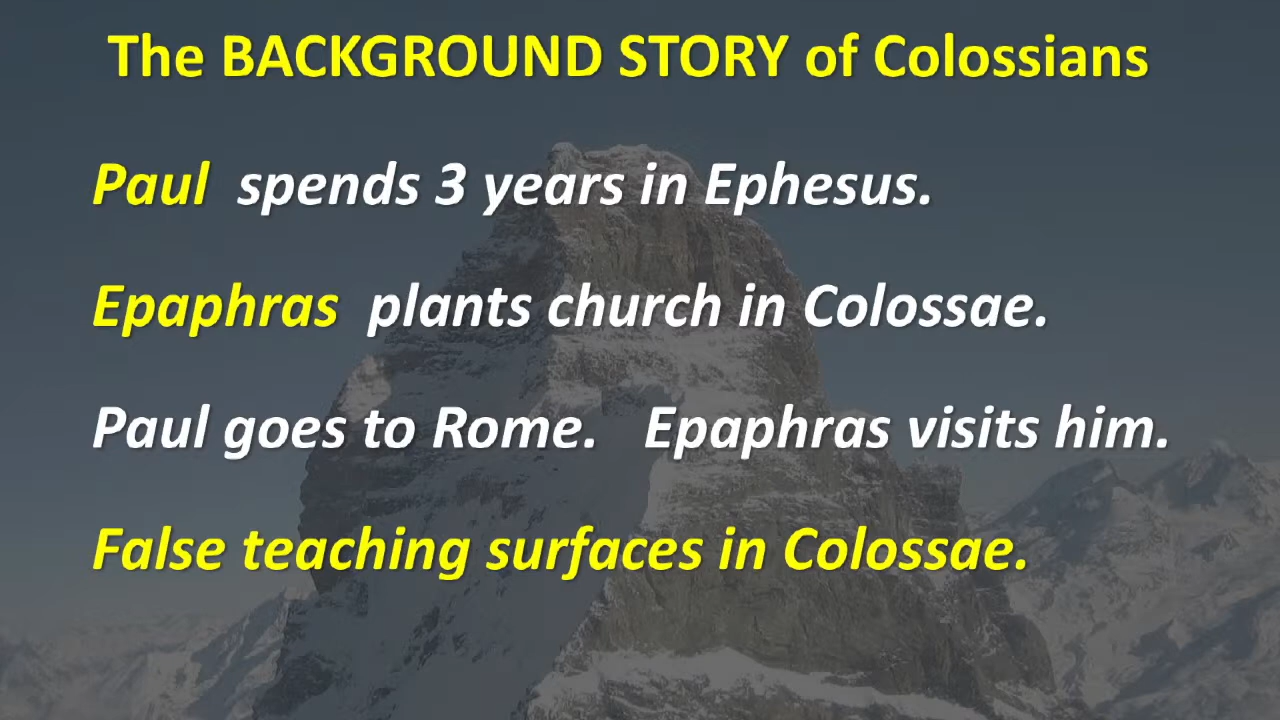 The BACKGROUND STORY of Colossians
Paul spends 3 years in Ephesus.
Epaphras plants church in Colossae.
Paul goes to Rome. Epaphras visits him.
False teaching surfaces in Colossae.